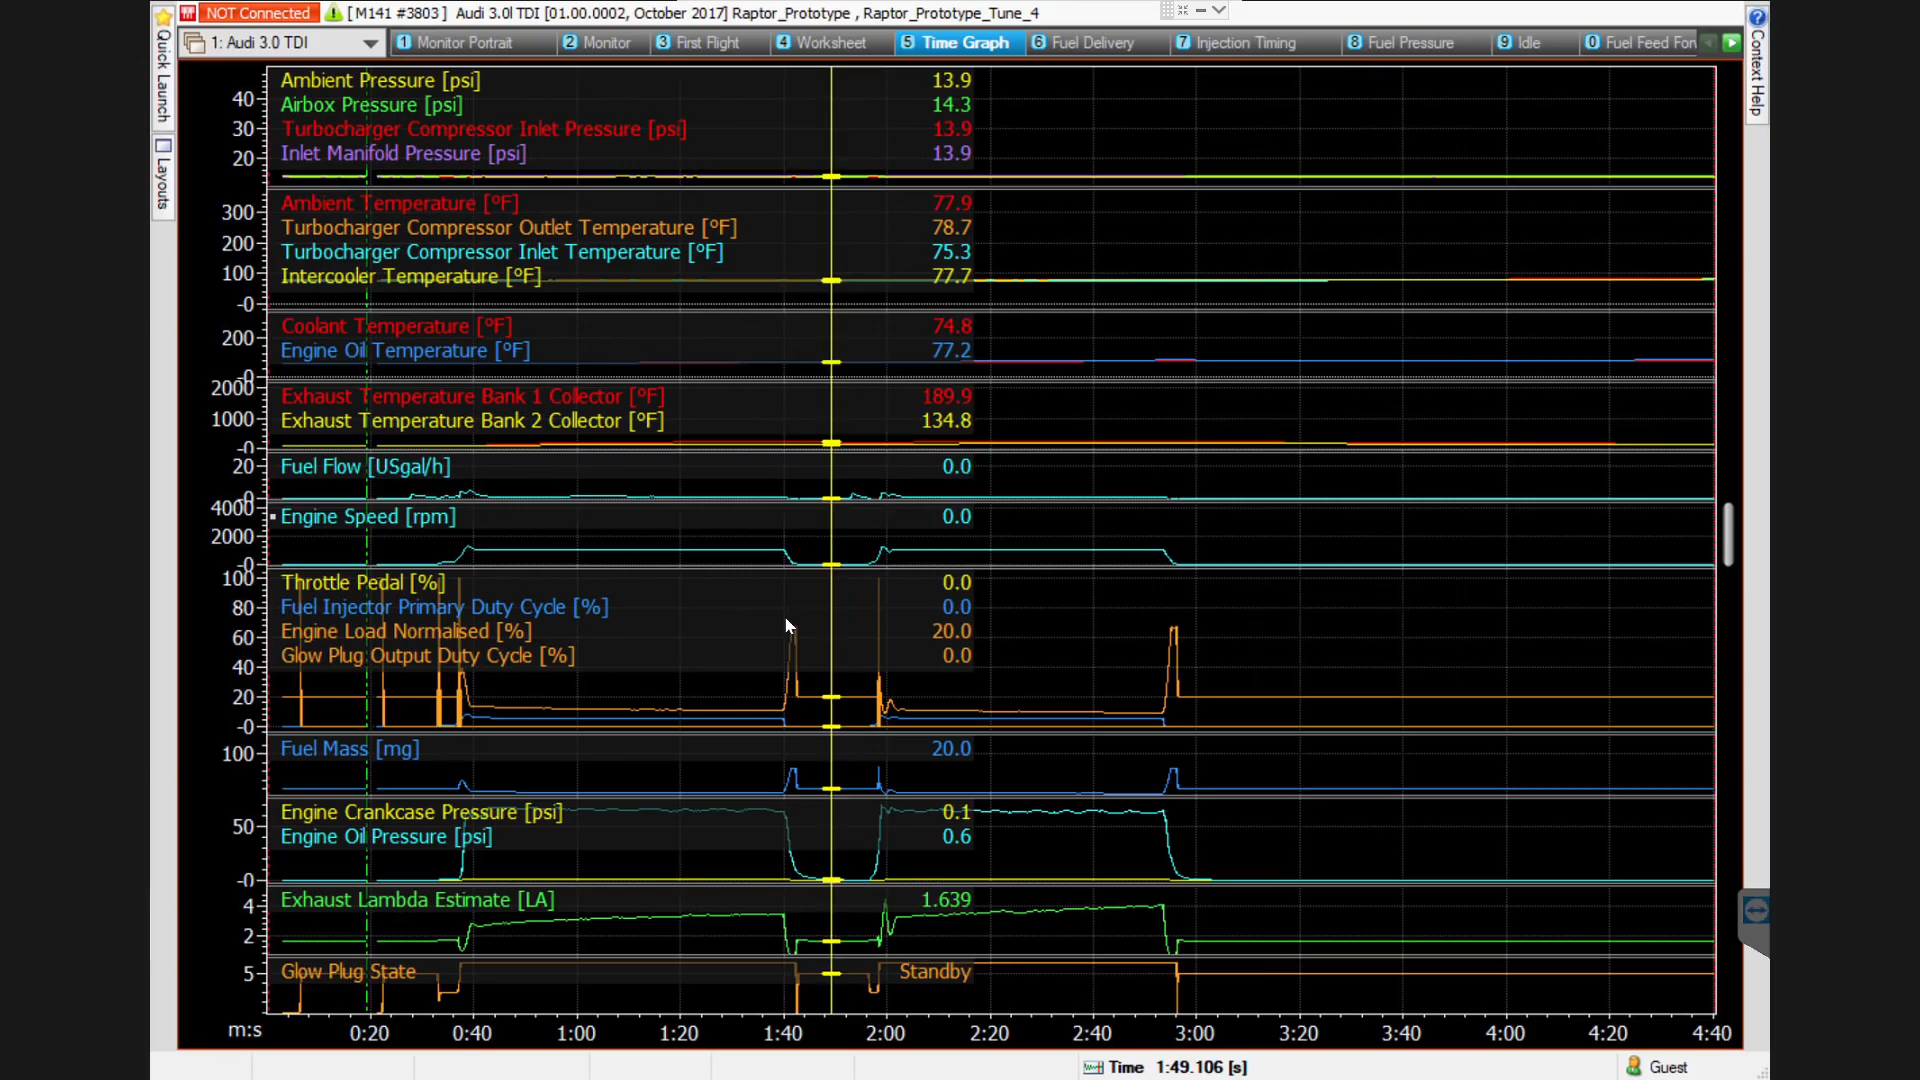 NOT Connected [ M141 #3803] Audi 3.0l TDI [01.00.0002, October 2017] Raptor_Prototype , Raptor_Prototype_Tune_4
1: Audi 3.0 TDI 1 Monitor Portrait 2 Monitor 3 First Flight 4 Worksheet 5 Time Graph 6 Fuel Delivery 7 Injection Timing 8 Fuel Pressure 9 Idle 0 Fuel Feed For
Quick Launch
Layouts
Context Help
Ambient Pressure [psi] 13.9
40 Airbox Pressure [psi] 14.3
30 Turbocharger Compressor Inlet Pressure [psi] 13.9
20 Inlet Manifold Pressure [psi] 13.9
Ambient Temperature [°F] 77.9
300
Turbocharger Compressor Outlet Temperature [°F] 78.7
200 Turbocharger Compressor Inlet Temperature [°F] 75.3
100 Intercooler Temperature [°F] 77.7
-0
Coolant Temperature [°F] 74.8
200
Engine Oil Temperature [°F] 77.2
-0
2000 Exhaust Temperature Bank 1 Collector [°F] 189.9
1000 Exhaust Temperature Bank 2 Collector [°F] 134.8
-0
20 Fuel Flow [USgal/h] 0.0
-0
4000 Engine Speed [rpm] 0.0
2000
-0
100 Throttle Pedal [%] 0.0
80 Fuel Injector Primary Duty Cycle [%] 0.0
60 Engine Load Normalised [%] 20.0
40 Glow Plug Output Duty Cycle [%] 0.0
20
-0
100 Fuel Mass [mg] 20.0
Engine Crankcase Pressure [psi] 0.1
50 Engine Oil Pressure [psi] 0.6
-0
4 Exhaust Lambda Estimate [LA] 1.639
2
5 Glow Plug State Standby
m:s 0:20 0:40 1:00 1:20 1:40 2:00 2:20 2:40 3:00 3:20 3:40 4:00 4:20 4:40
Time 1:49.106 [s] Guest